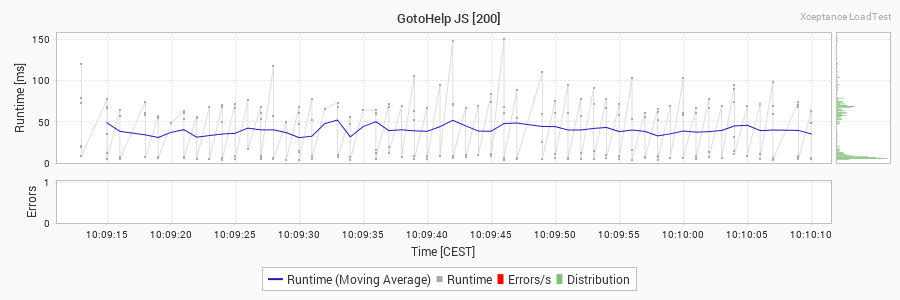 GotoHelp JS [200]
Xceptance LoadTest
Runtime [ms]
150
100
50
0
Errors
1
0
10:09:15 10:09:20 10:09:25 10:09:30 10:09:35 10:09:40 10:09:45 10:09:50 10:09:55 10:10:00 10:10:05 10:10:10
Time [CEST]
Runtime (Moving Average) Runtime Errors/s Distribution